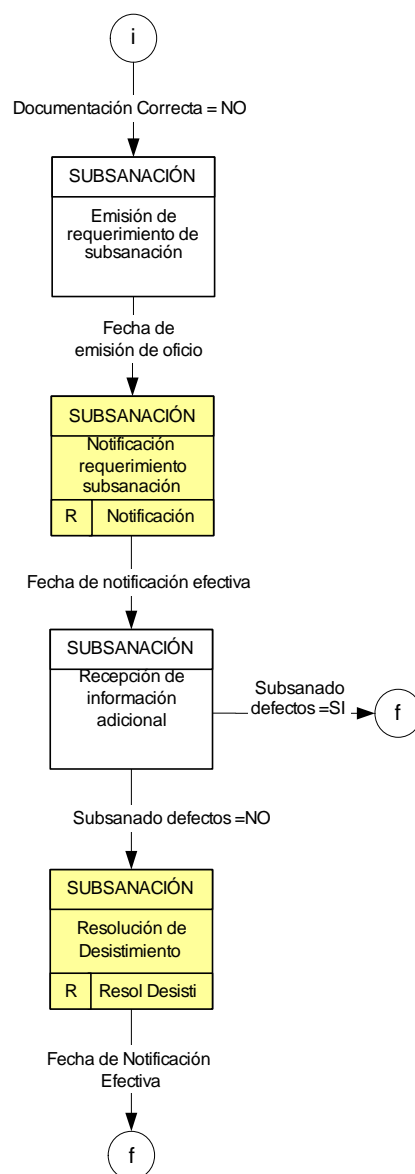 i
Documentación Correcta = NO
SUBSANACIÓN
Emisión de
requerimiento de
subsanación
Fecha de
emisión de oficio
SUBSANACIÓN
Notificación
requerimiento
subsanación
R Notificación
Fecha de notificación efectiva
SUBSANACIÓN
Recepción de
información
adicional
Subsanado
defectos =SI
f
Subsanado defectos =NO
SUBSANACIÓN
Resolución de
Desistimiento
R Resol Desisti
Fecha de Notificación
Efectiva
f